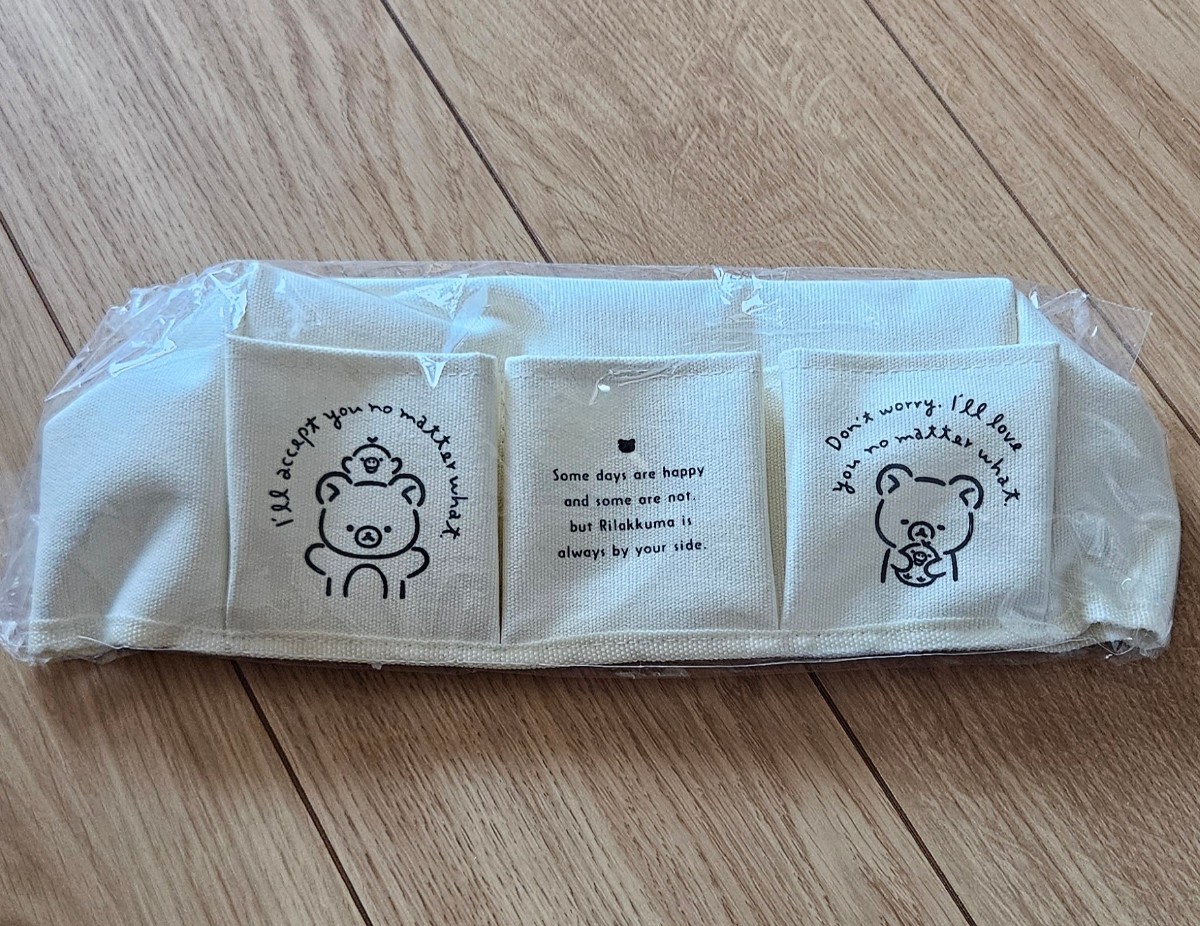 I'll accept you no matter what.
Some days are happy
and some are not.
but Rilakkuma is
always by your side.
Don't worry. I'll love
you no matter what.